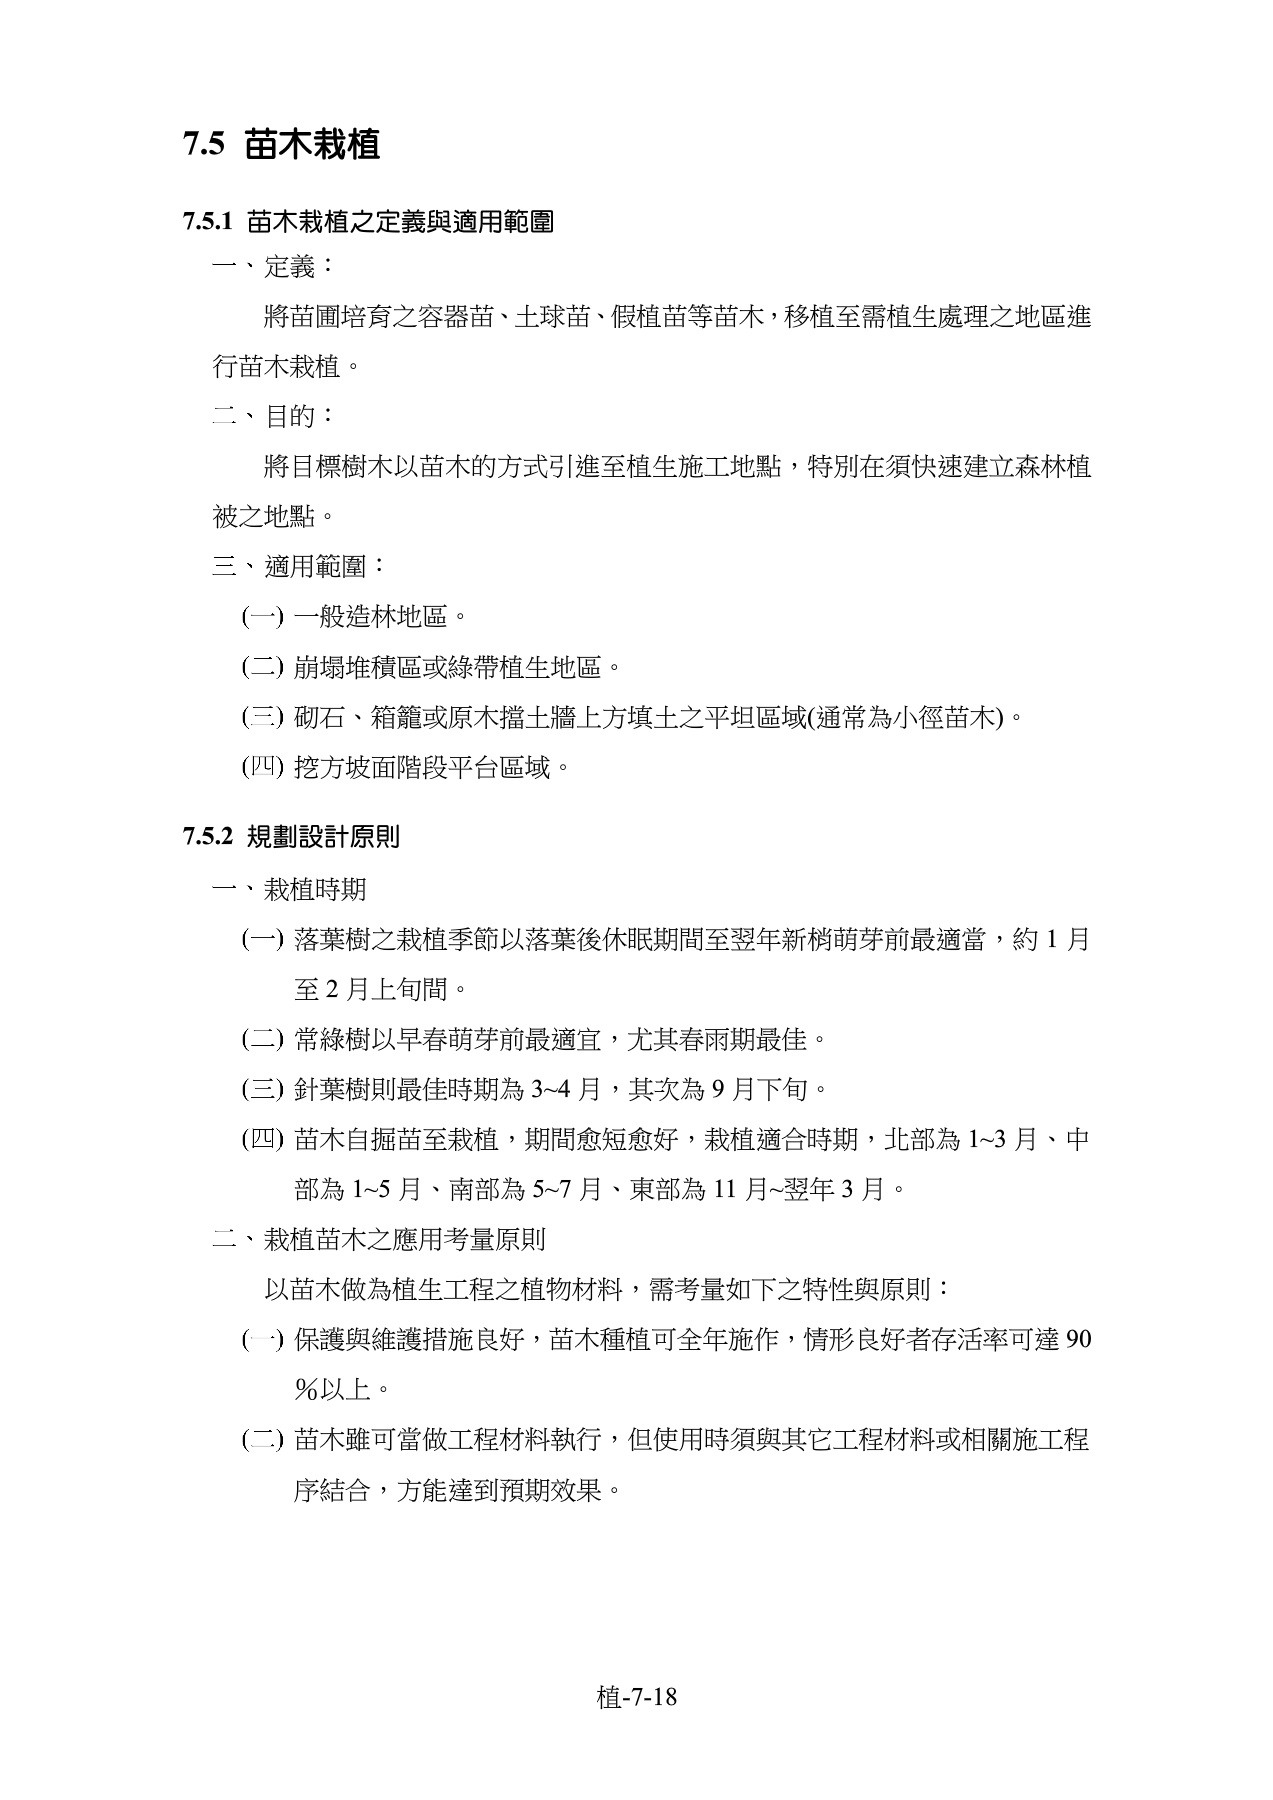 7.5 苗木栽植
7.5.1 苗木栽植之定義與適用範圍
一、定義：
將苗圃培育之容器苗、土球苗、假植苗等苗木，移植至需植生處理之地區進
行苗木栽植。
二、目的：
將目標樹木以苗木的方式引進至植生施工地點，特別在須快速建立森林植
被之地點。
三、適用範圍：
(一) 一般造林地區。
(二) 崩塌堆積區或綠帶植生地區。
(三) 砌石、箱籠或原木擋土牆上方填土之平坦區域(通常為小徑苗木)。
(四) 挖方坡面階段平台區域。
7.5.2 規劃設計原則
一、栽植時期
(一) 落葉樹之栽植季節以落葉後休眠期間至翌年新梢萌芽前最適當，約 1 月
至 2 月上旬間。
(二) 常綠樹以早春萌芽前最適宜，尤其春雨期最佳。
(三) 針葉樹則最佳時期為 3~4 月，其次為 9 月下旬。
(四) 苗木自掘苗至栽植，期間愈短愈好，栽植適合時期，北部為 1~3 月、中
部為 1~5 月、南部為 5~7 月、東部為 11 月~翌年 3 月。
二、栽植苗木之應用考量原則
以苗木做為植生工程之植物材料，需考量如下之特性與原則：
(一) 保護與維護措施良好，苗木種植可全年施作，情形良好者存活率可達 90
％以上。
(二) 苗木雖可當做工程材料執行，但使用時須與其它工程材料或相關施工程
序結合，方能達到預期效果。
植-7-18